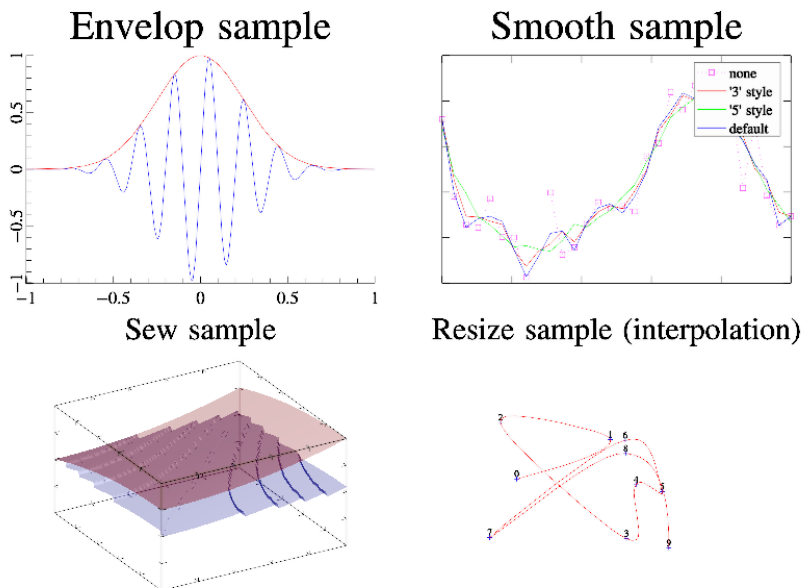 Envelop sample
1
0.5
0
−0.5
−1
−1
−0.5
0
0.5
1
Smooth sample
none
'3' style
'5' style
default
Sew sample
Resize sample (interpolation)
2
1
6
8
0
4
5
7
3
9